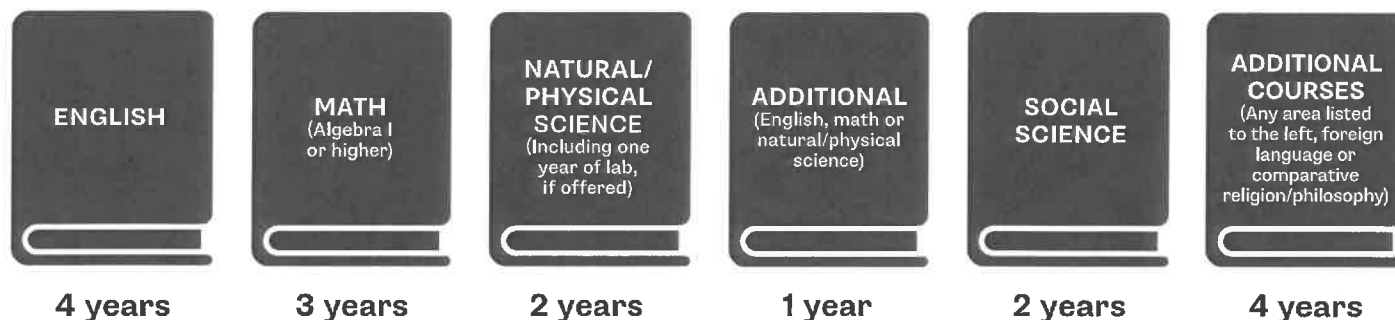 ENGLISH
4 years
MATH
(Algebra I
or higher)
3 years
NATURAL/
PHYSICAL
SCIENCE
(Including one
year of lab,
if offered)
2 years
ADDITIONAL
(English, math or
natural/physical
science)
1 year
SOCIAL
SCIENCE
2 years
ADDITIONAL
COURSES
(Any area listed
to the left, foreign
language or
comparative
religion/philosophy)
4 years